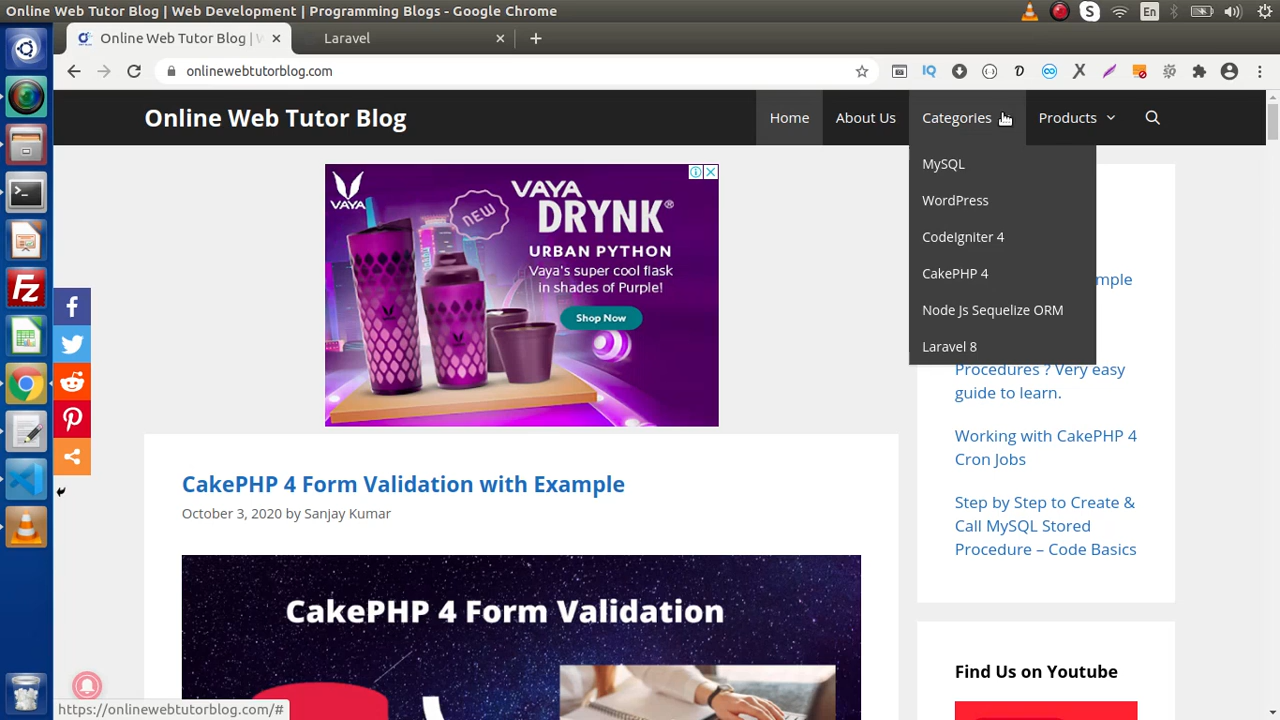 Online Web Tutor Blog | Web Development | Programming Blogs - Google Chrome
En
Online Web Tutor Blog | W
Laravel
onlinewebtutorblog.com
IQ
Online Web Tutor Blog
Home
About Us
Categories
Products
MySQL
WordPress
CodeIgniter 4
CakePHP 4
Node Js Sequelize ORM
Laravel 8
VAYA
NEW
VAYA
DRYNK®
URBAN PYTHON
Vaya's super cool flask
in shades of Purple!
Shop Now
CakePHP 4 Form Validation with Example
October 3, 2020 by Sanjay Kumar
CakePHP 4 Form Validation
Procedures ? Very easy
guide to learn.
Working with CakePHP 4
Cron Jobs
Step by Step to Create &
Call MySQL Stored
Procedure – Code Basics
Find Us on Youtube
https://onlinewebtutorblog.com/#